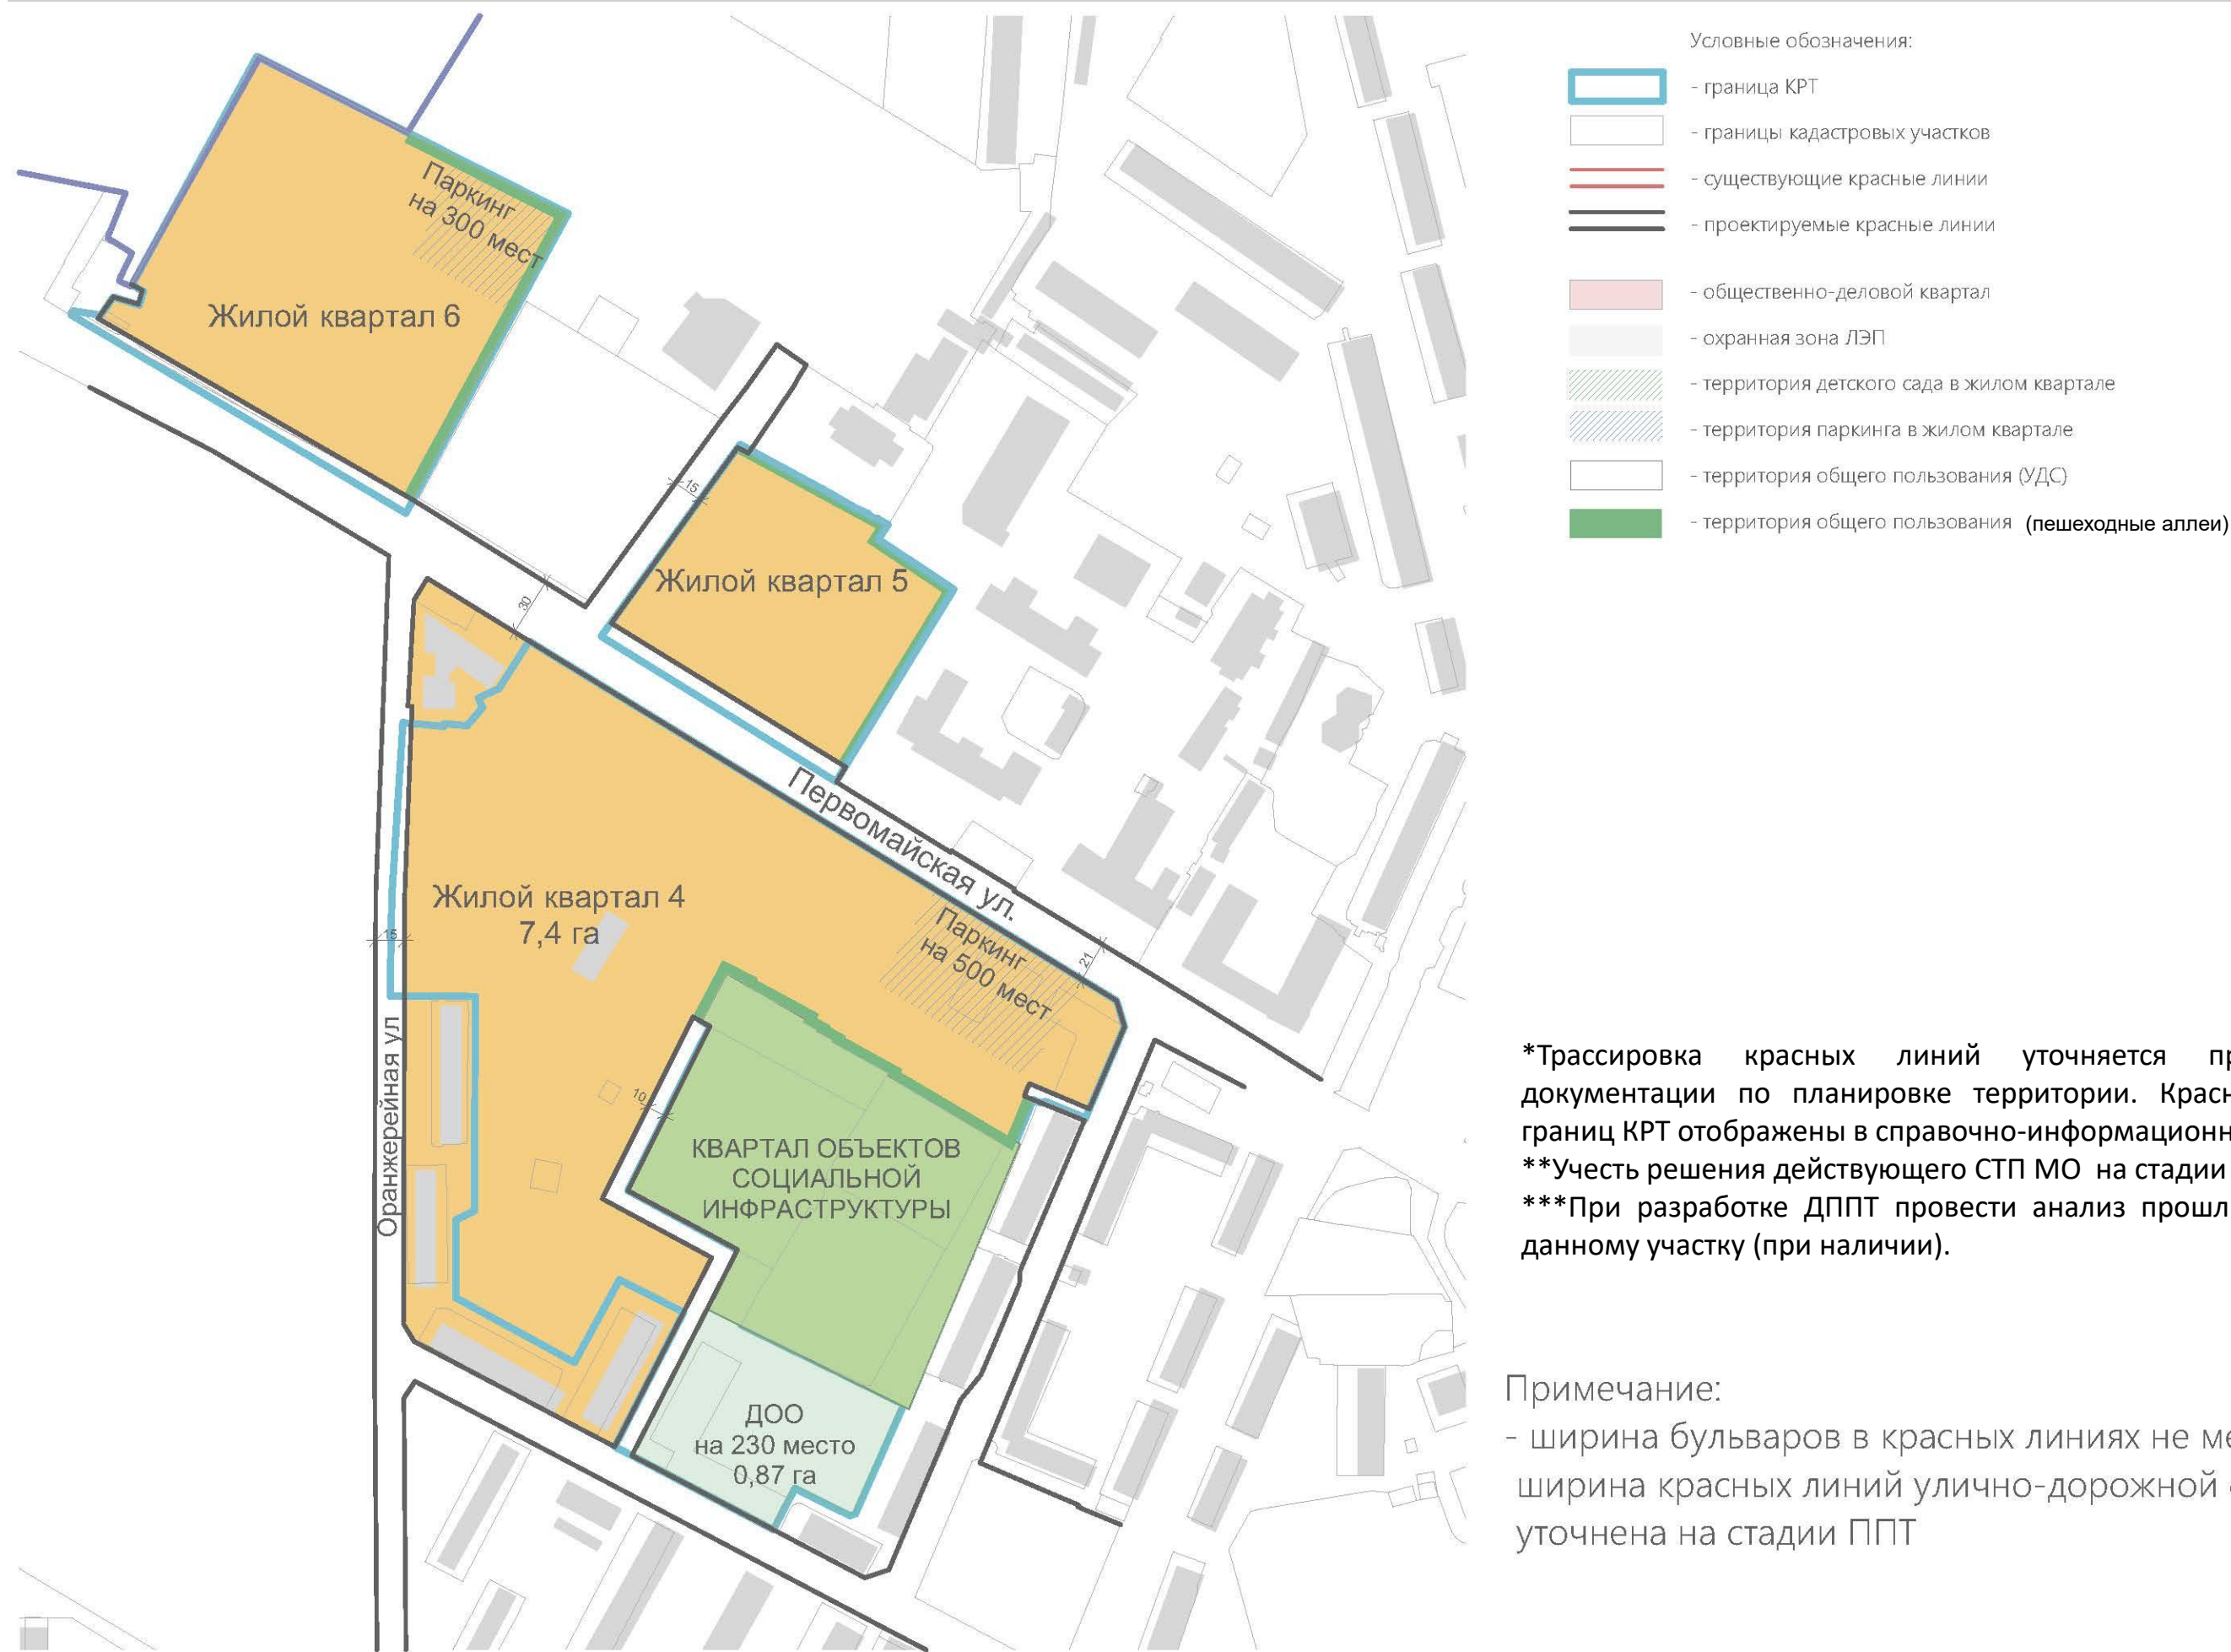 Условные обозначения:
- граница КРТ
- границы кадастровых участков
- существующие красные линии
- проектируемые красные линии
- общественно-деловой квартал
- охранная зона ЛЭП
- территория детского сада в жилом квартале
- территория паркинга в жилом квартале
- территория общего пользования (УДС)
- территория общего пользования (пешеходные аллеи)
Паркинг
на 300 мест
Жилой квартал 6
15
Жилой квартал 5
30
Первомайская ул.
Жилой квартал 4
7,4 га
15
Паркинг
на 500 мест
21
Оранжерейная ул
10
КВАРТАЛ ОБЪЕКТОВ
СОЦИАЛЬНОЙ
ИНФРАСТРУКТУРЫ
ДОО
на 230 место
0,87 га
*Трассировка красных линий уточняется
документации по планировке территории.
границ КРТ отображены в
**Учесть решения действующего СТП МО на стадии
***При разработке ДППТ провести анализ
данному участку (при наличии).
Примечание:
- ширина бульваров в красных линиях не
ширина красных линий улично-дорожной
уточнена на стадии ППТ